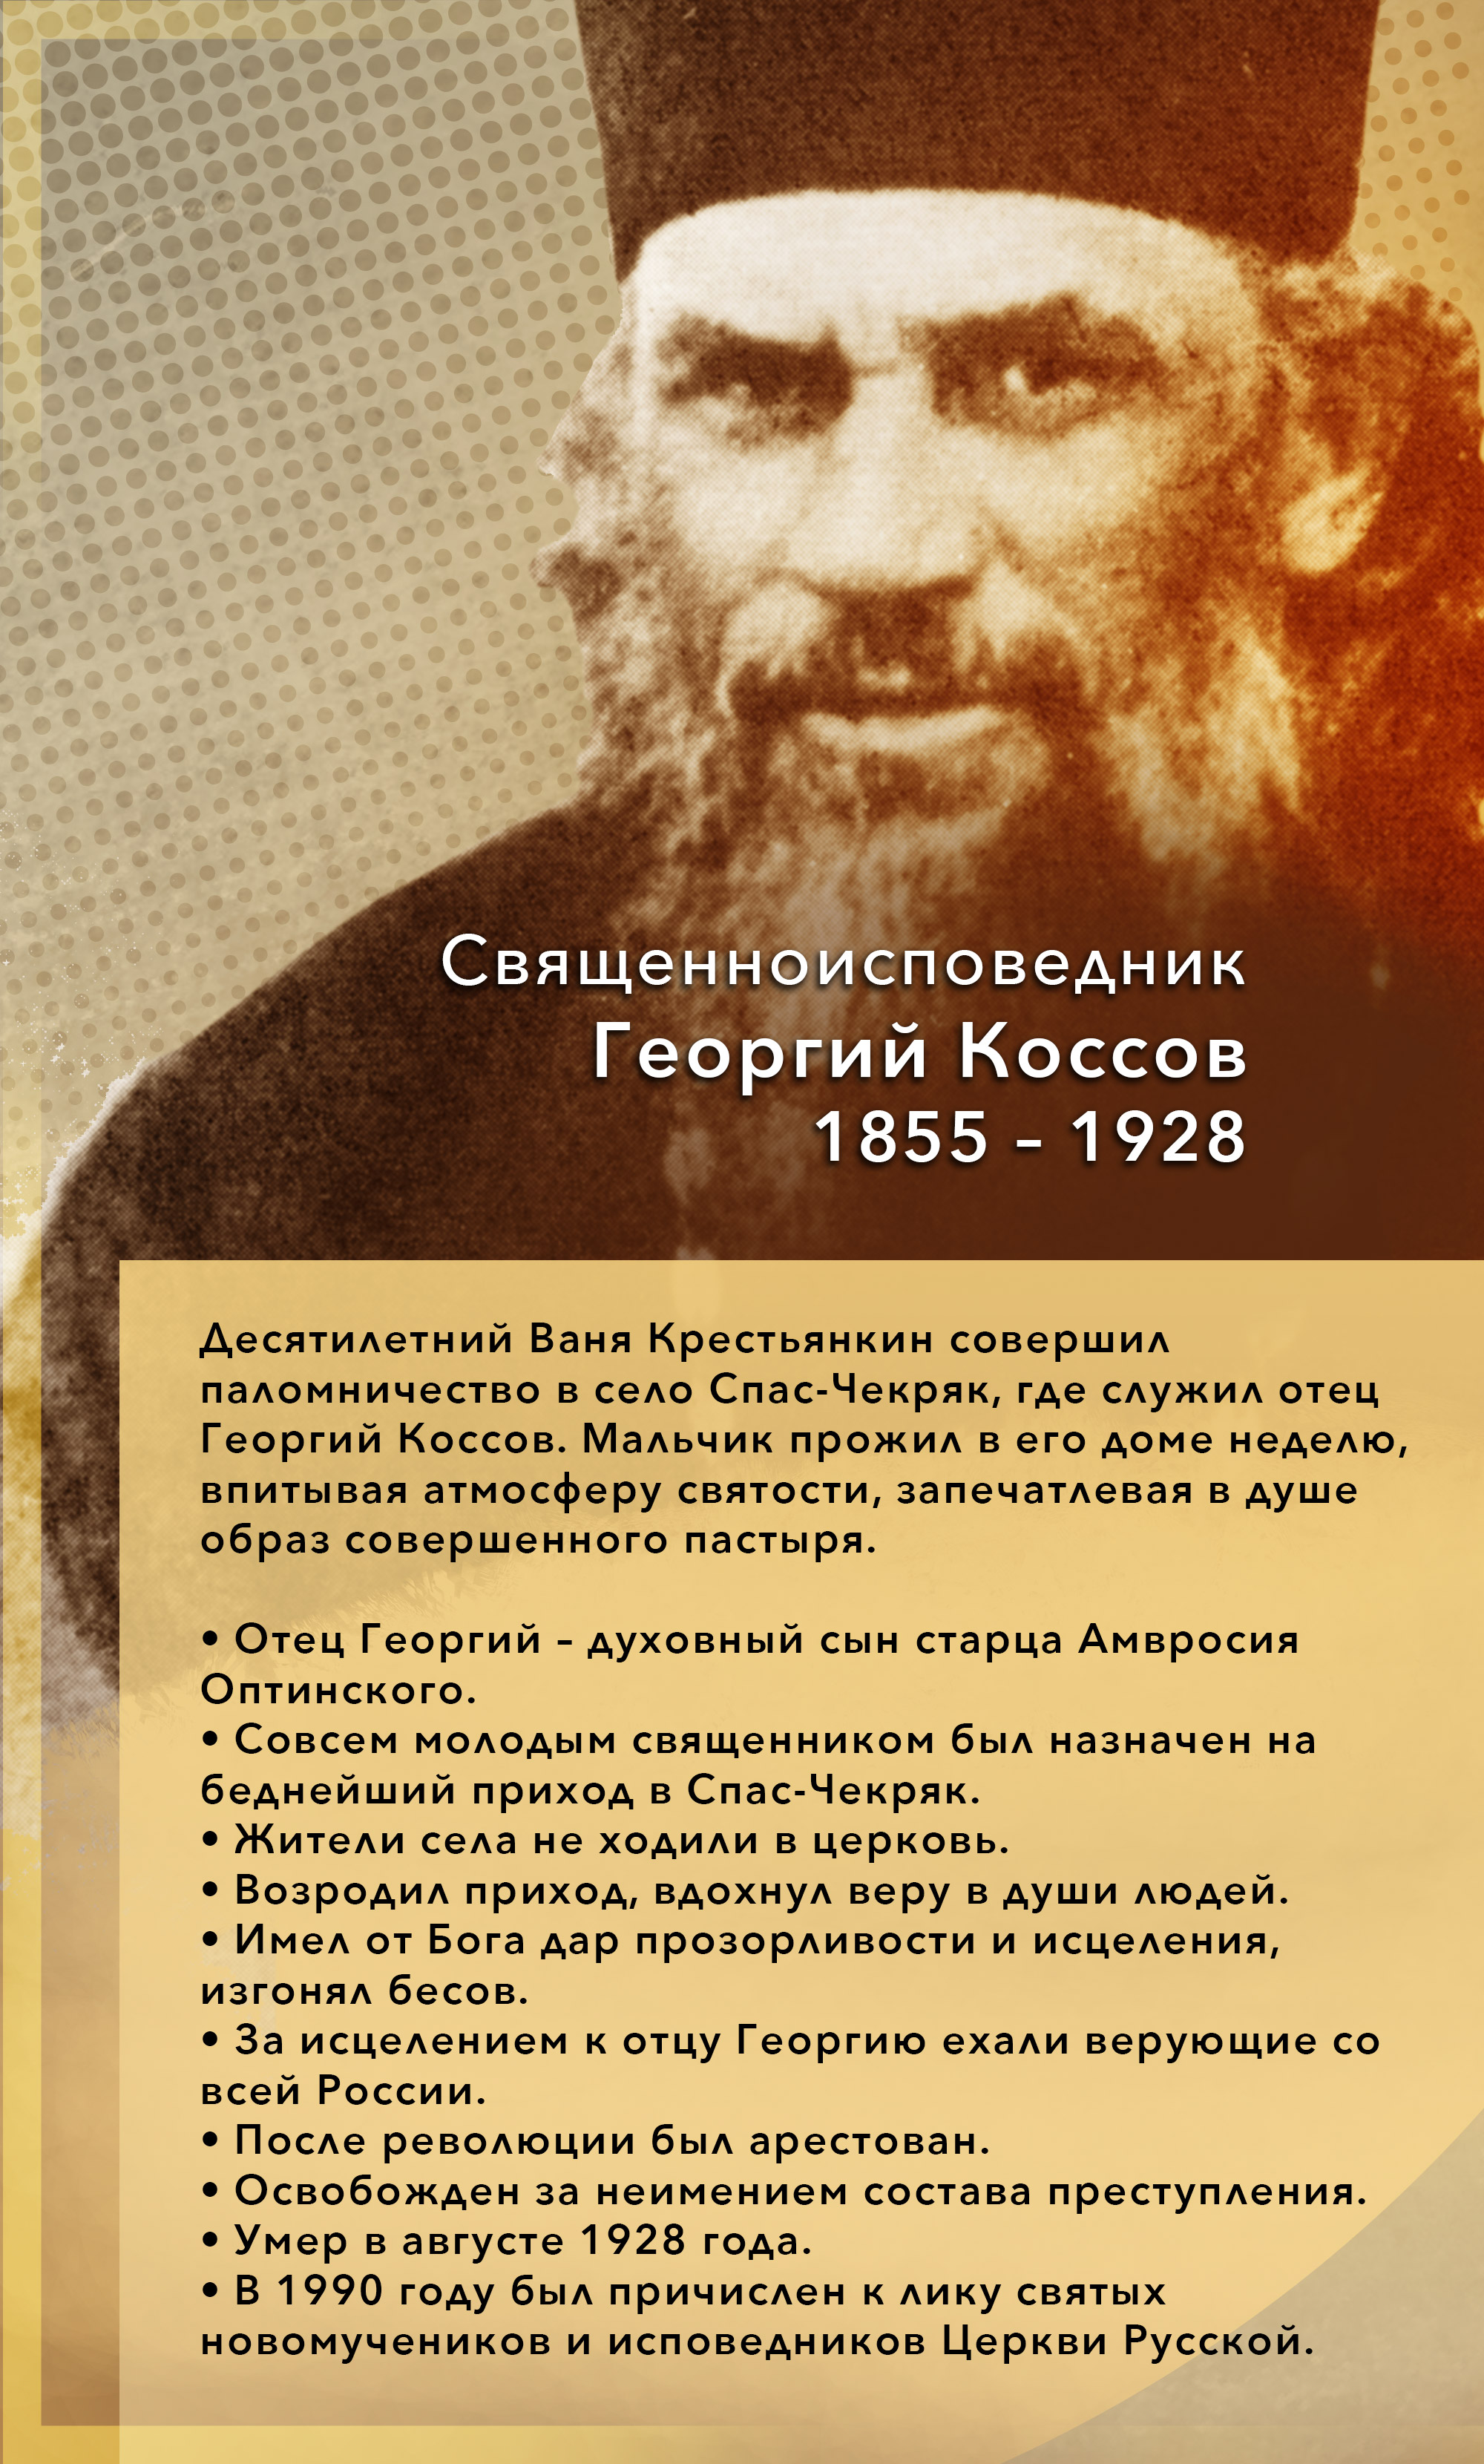 Священноисповедник
Георгий Коссов
1855 – 1928
Десятилетний Ваня Крестьянкин совершил
паломничество в село Спас-Чекряк, где служил отец
Георгий Коссов. Мальчик прожил в его доме неделю,
впитывая атмосферу святости, запечатлевая в душе
образ совершенного пастыря.
• Отец Георгий – духовный сын старца Амвросия
Оптинского.
• Совсем молодым священником был назначен на
беднейший приход в Спас-Чекряк.
• Жители села не ходили в церковь.
• Возродил приход, вдохнул веру в души людей.
• Имел от Бога дар прозорливости и исцеления,
изгонял бесов.
• За исцелением к отцу Георгию ехали верующие со
всей России.
• После революции был арестован.
• Освобожден за неимением состава преступления.
• Умер в августе 1928 года.
• В 1990 году был причислен к лику святых
новомучеников и исповедников Церкви Русской.